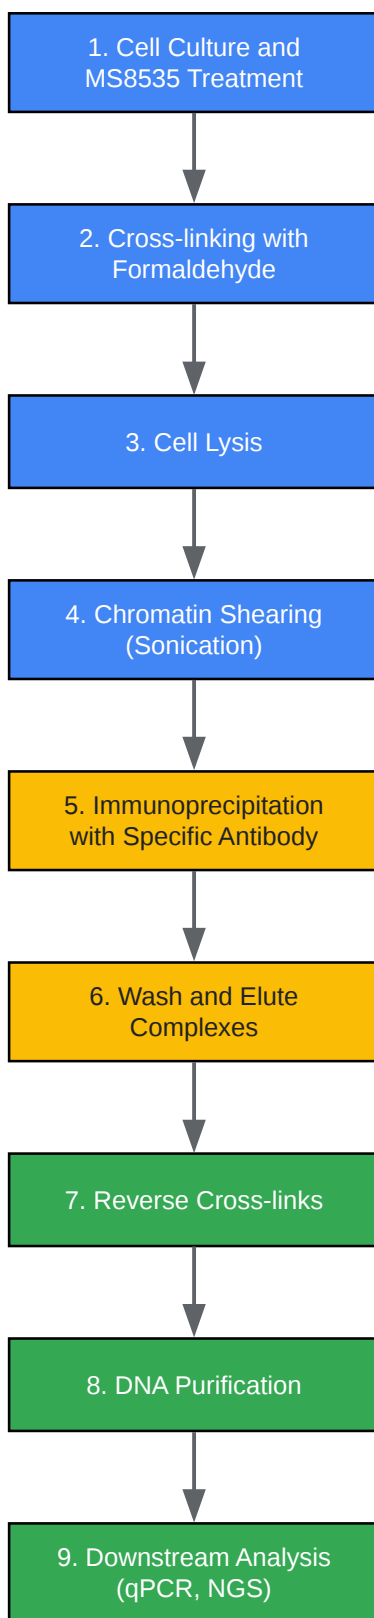 1. Cell Culture and
MS8535 Treatment
2. Cross-linking with
Formaldehyde
3. Cell Lysis
4. Chromatin Shearing
(Sonication)
5. Immunoprecipitation
with Specific Antibody
6. Wash and Elute
Complexes
7. Reverse Cross-links
8. DNA Purification
9. Downstream Analysis
(qPCR, NGS)